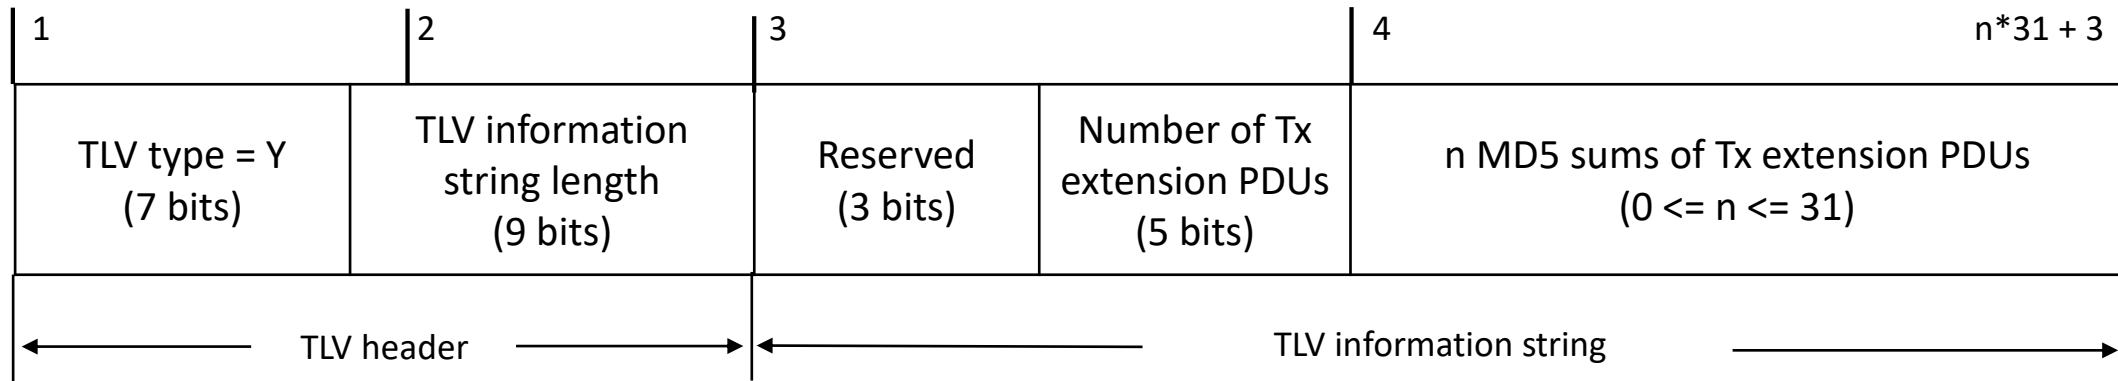 1
2
3
4
n*31 + 3
TLV type = Y
(7 bits)
TLV information
string length
(9 bits)
Reserved
(3 bits)
Number of Tx
extension PDUs
(5 bits)
n MD5 sums of Tx extension PDUs
(0 <= n <= 31)
TLV header
TLV information string